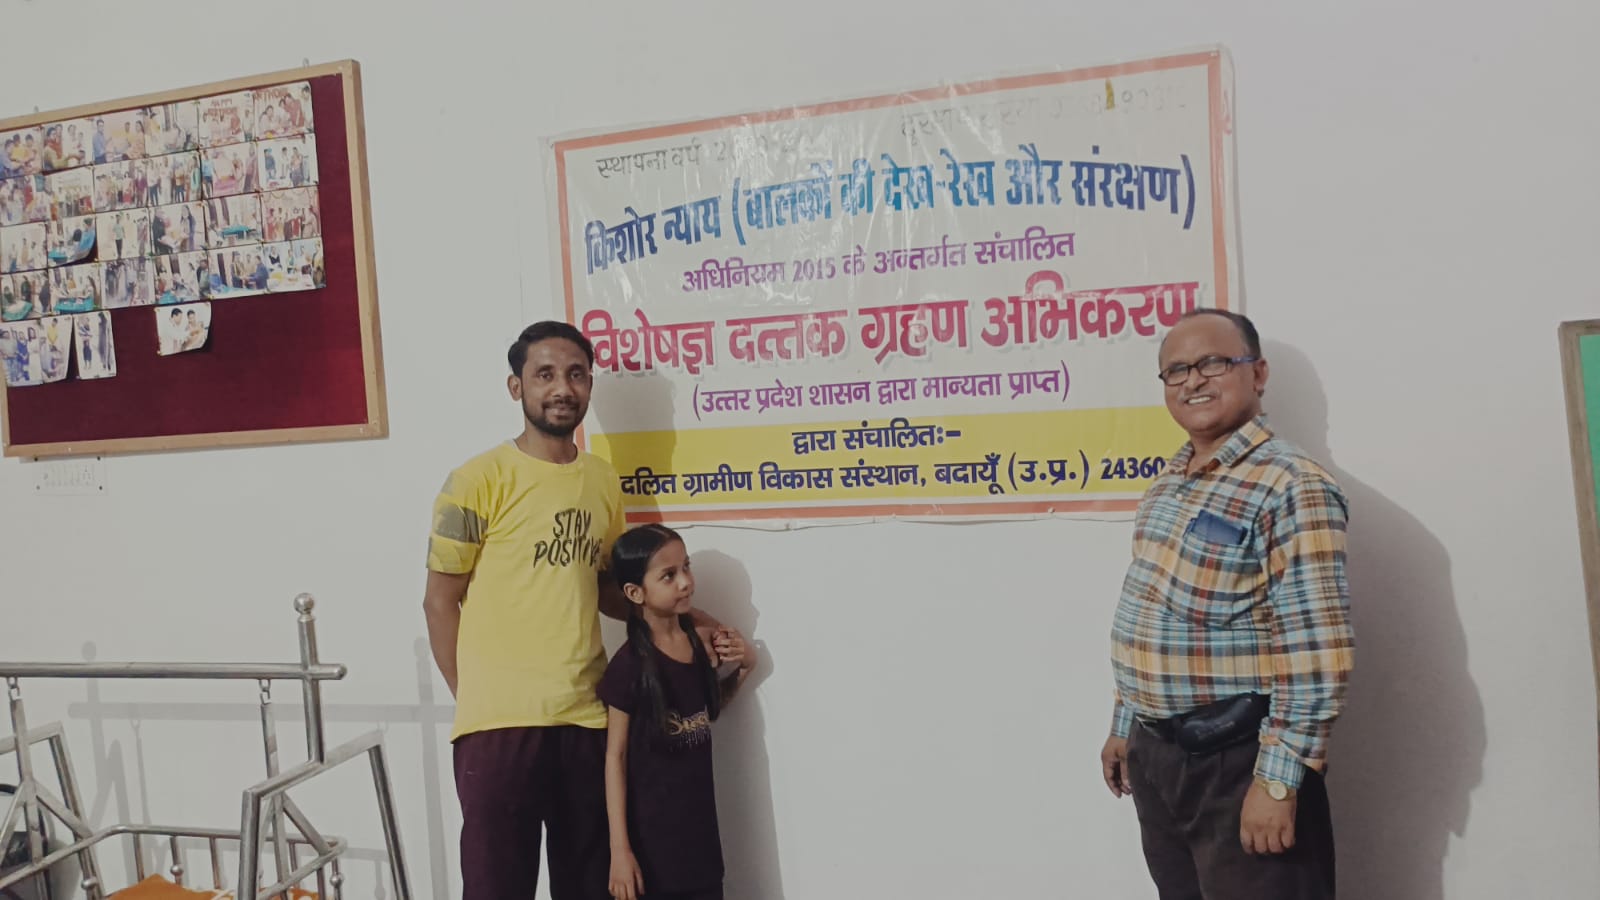 स्थापना वर्ष
किशोर न्याय (बालकों की देख-रेख और संरक्षण)
अधिनियम 2015 के अन्तर्गत संचालित
विशेषज्ञ दत्तक ग्रहण अभिकरण
(उत्तर प्रदेश शासन द्वारा मान्यता प्राप्त)
द्वारा संचालितः-
दलित ग्रामीण विकास संस्थान, बदायूँ (उ.प्र.) 24360
STAY
POSITIVE